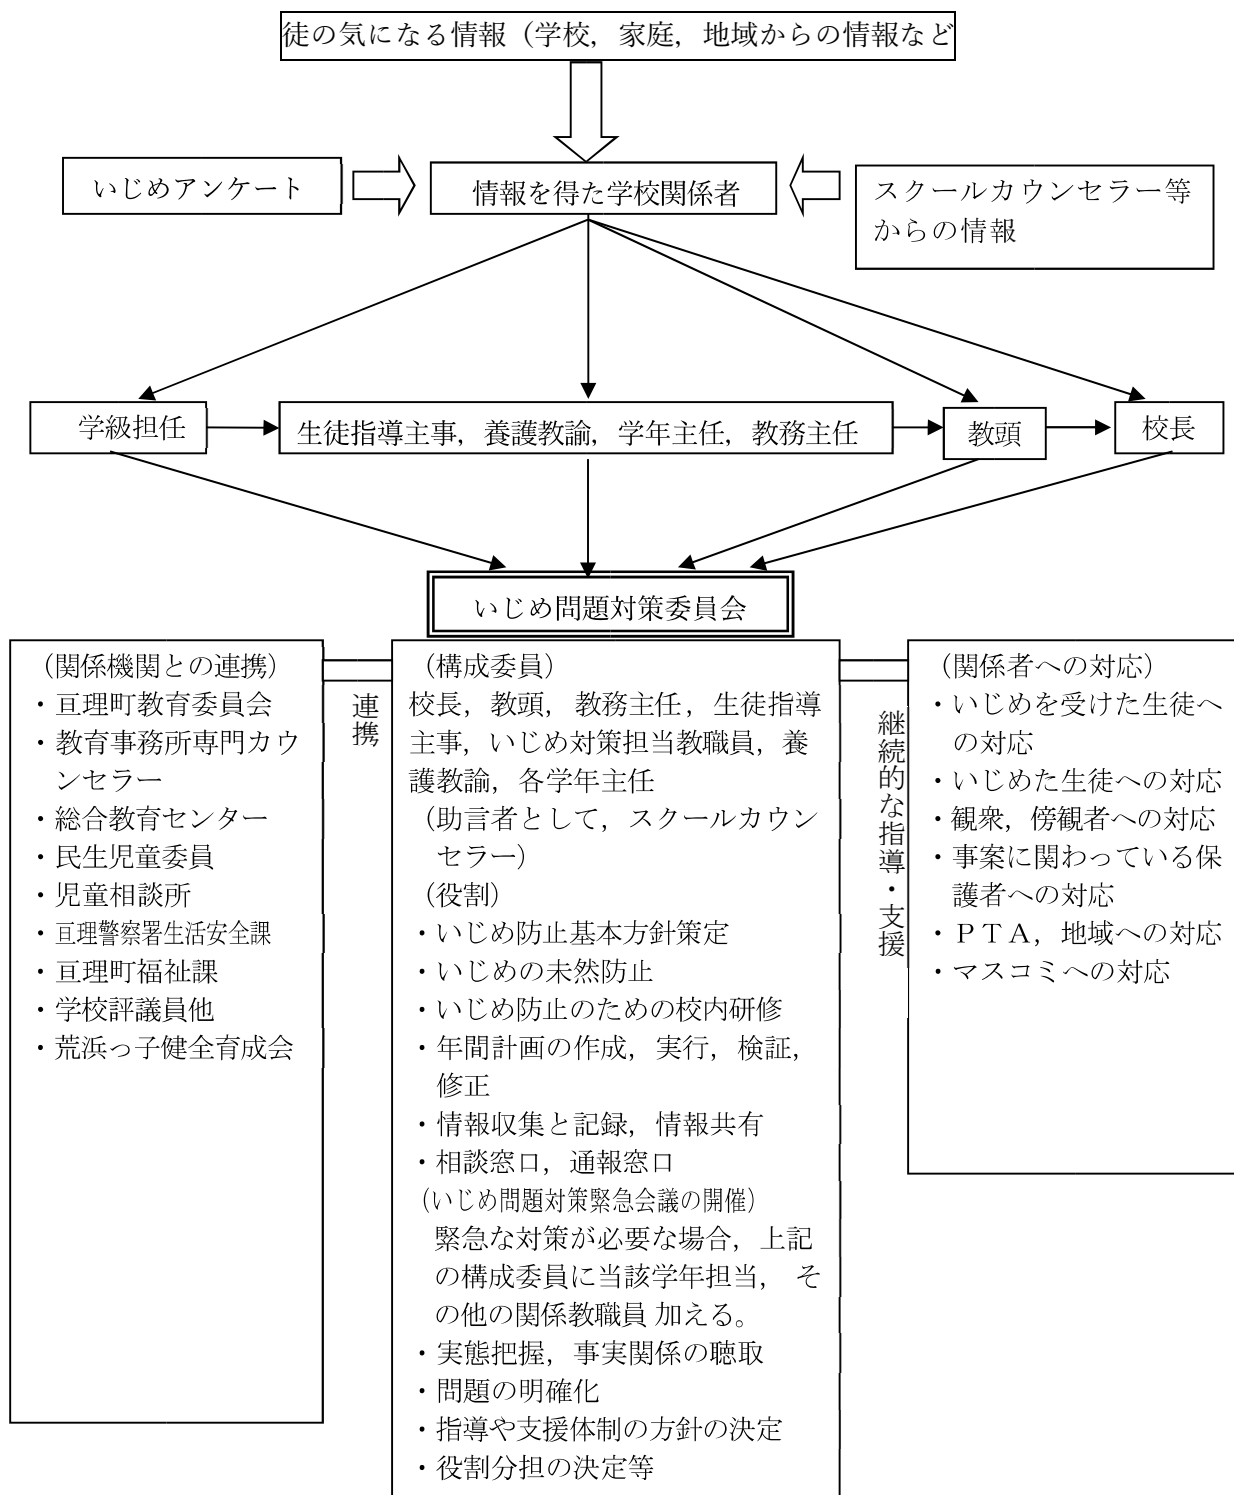 徒の気になる情報（学校，家庭，地域からの情報など
いじめアンケート
情報を得た学校関係者
スクールカウンセラー等
からの情報
学級担任
生徒指導主事，養護教諭，学年主任，教務主任
教頭
校長
いじめ問題対策委員会
（関係機関との連携）
・亘理町教育委員会
・教育事務所専門カウ
ンセラー
・総合教育センター
・民生児童委員
・児童相談所
・亘理警察署生活安全課
・亘理町福祉課
・学校評議員他
・荒浜っ子健全育成会
連携
（構成委員）
校長，教頭，教務主任，生徒指導
主事，いじめ対策担当教職員，養
護教諭，各学年主任
（助言者として，スクールカウン
セラー）
（役割）
・いじめ防止基本方針策定
・いじめの未然防止
・いじめ防止のための校内研修
・年間計画の作成，実行，検証，
修正
・情報収集と記録，情報共有
・相談窓口，通報窓口
（いじめ問題対策緊急会議の開催）
緊急な対策が必要な場合，上記
の構成委員に当該学年担当， そ
の他の関係教職員 加える。
・実態把握，事実関係の聴取
・問題の明確化
・指導や支援体制の方針の決定
・役割分担の決定等
継続的な指導・支援
（関係者への対応）
・いじめを受けた生徒へ
の対応
・いじめた生徒への対応
・観衆，傍観者への対応
・事案に関わっている保
護者への対応
・ＰＴＡ，地域への対応
・マスコミへの対応